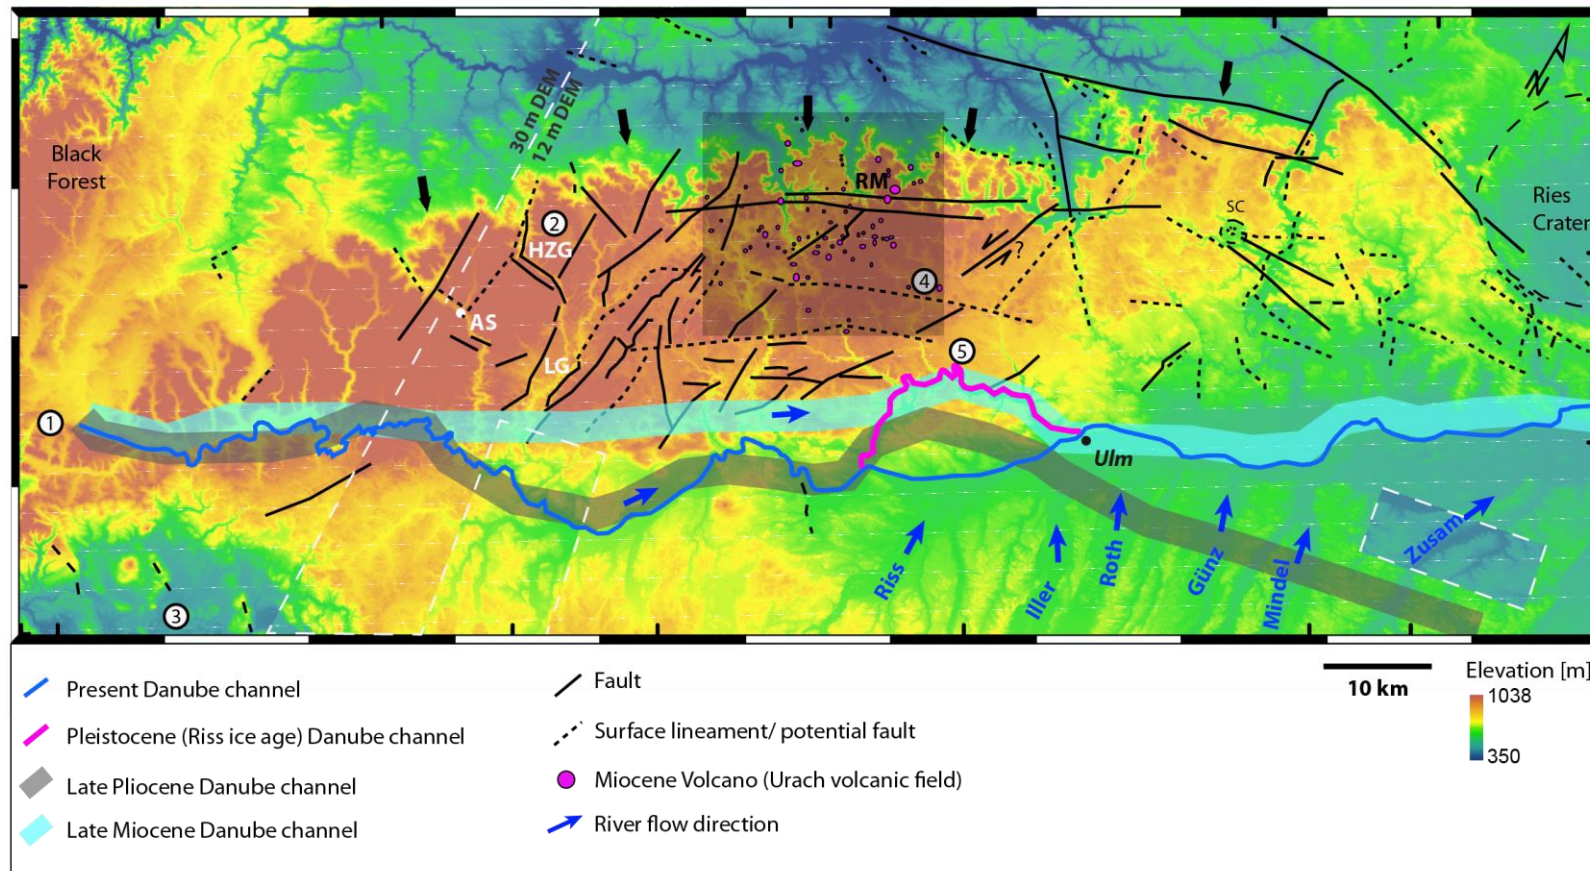 30 m DEM
12 m DEM
N
Black
Forest
RM
Ries
Crater
SC
2
HZG
?
4
AS
LG
5
1
Ulm
Riss
Iller
Roth
Günz
Mindel
Zusam
3
Present Danube channel
Pleistocene (Riss ice age) Danube channel
Late Pliocene Danube channel
Late Miocene Danube channel
Fault
Surface lineament/ potential fault
Miocene Volcano (Urach volcanic field)
River flow direction
10 km
Elevation [m]
1038
350